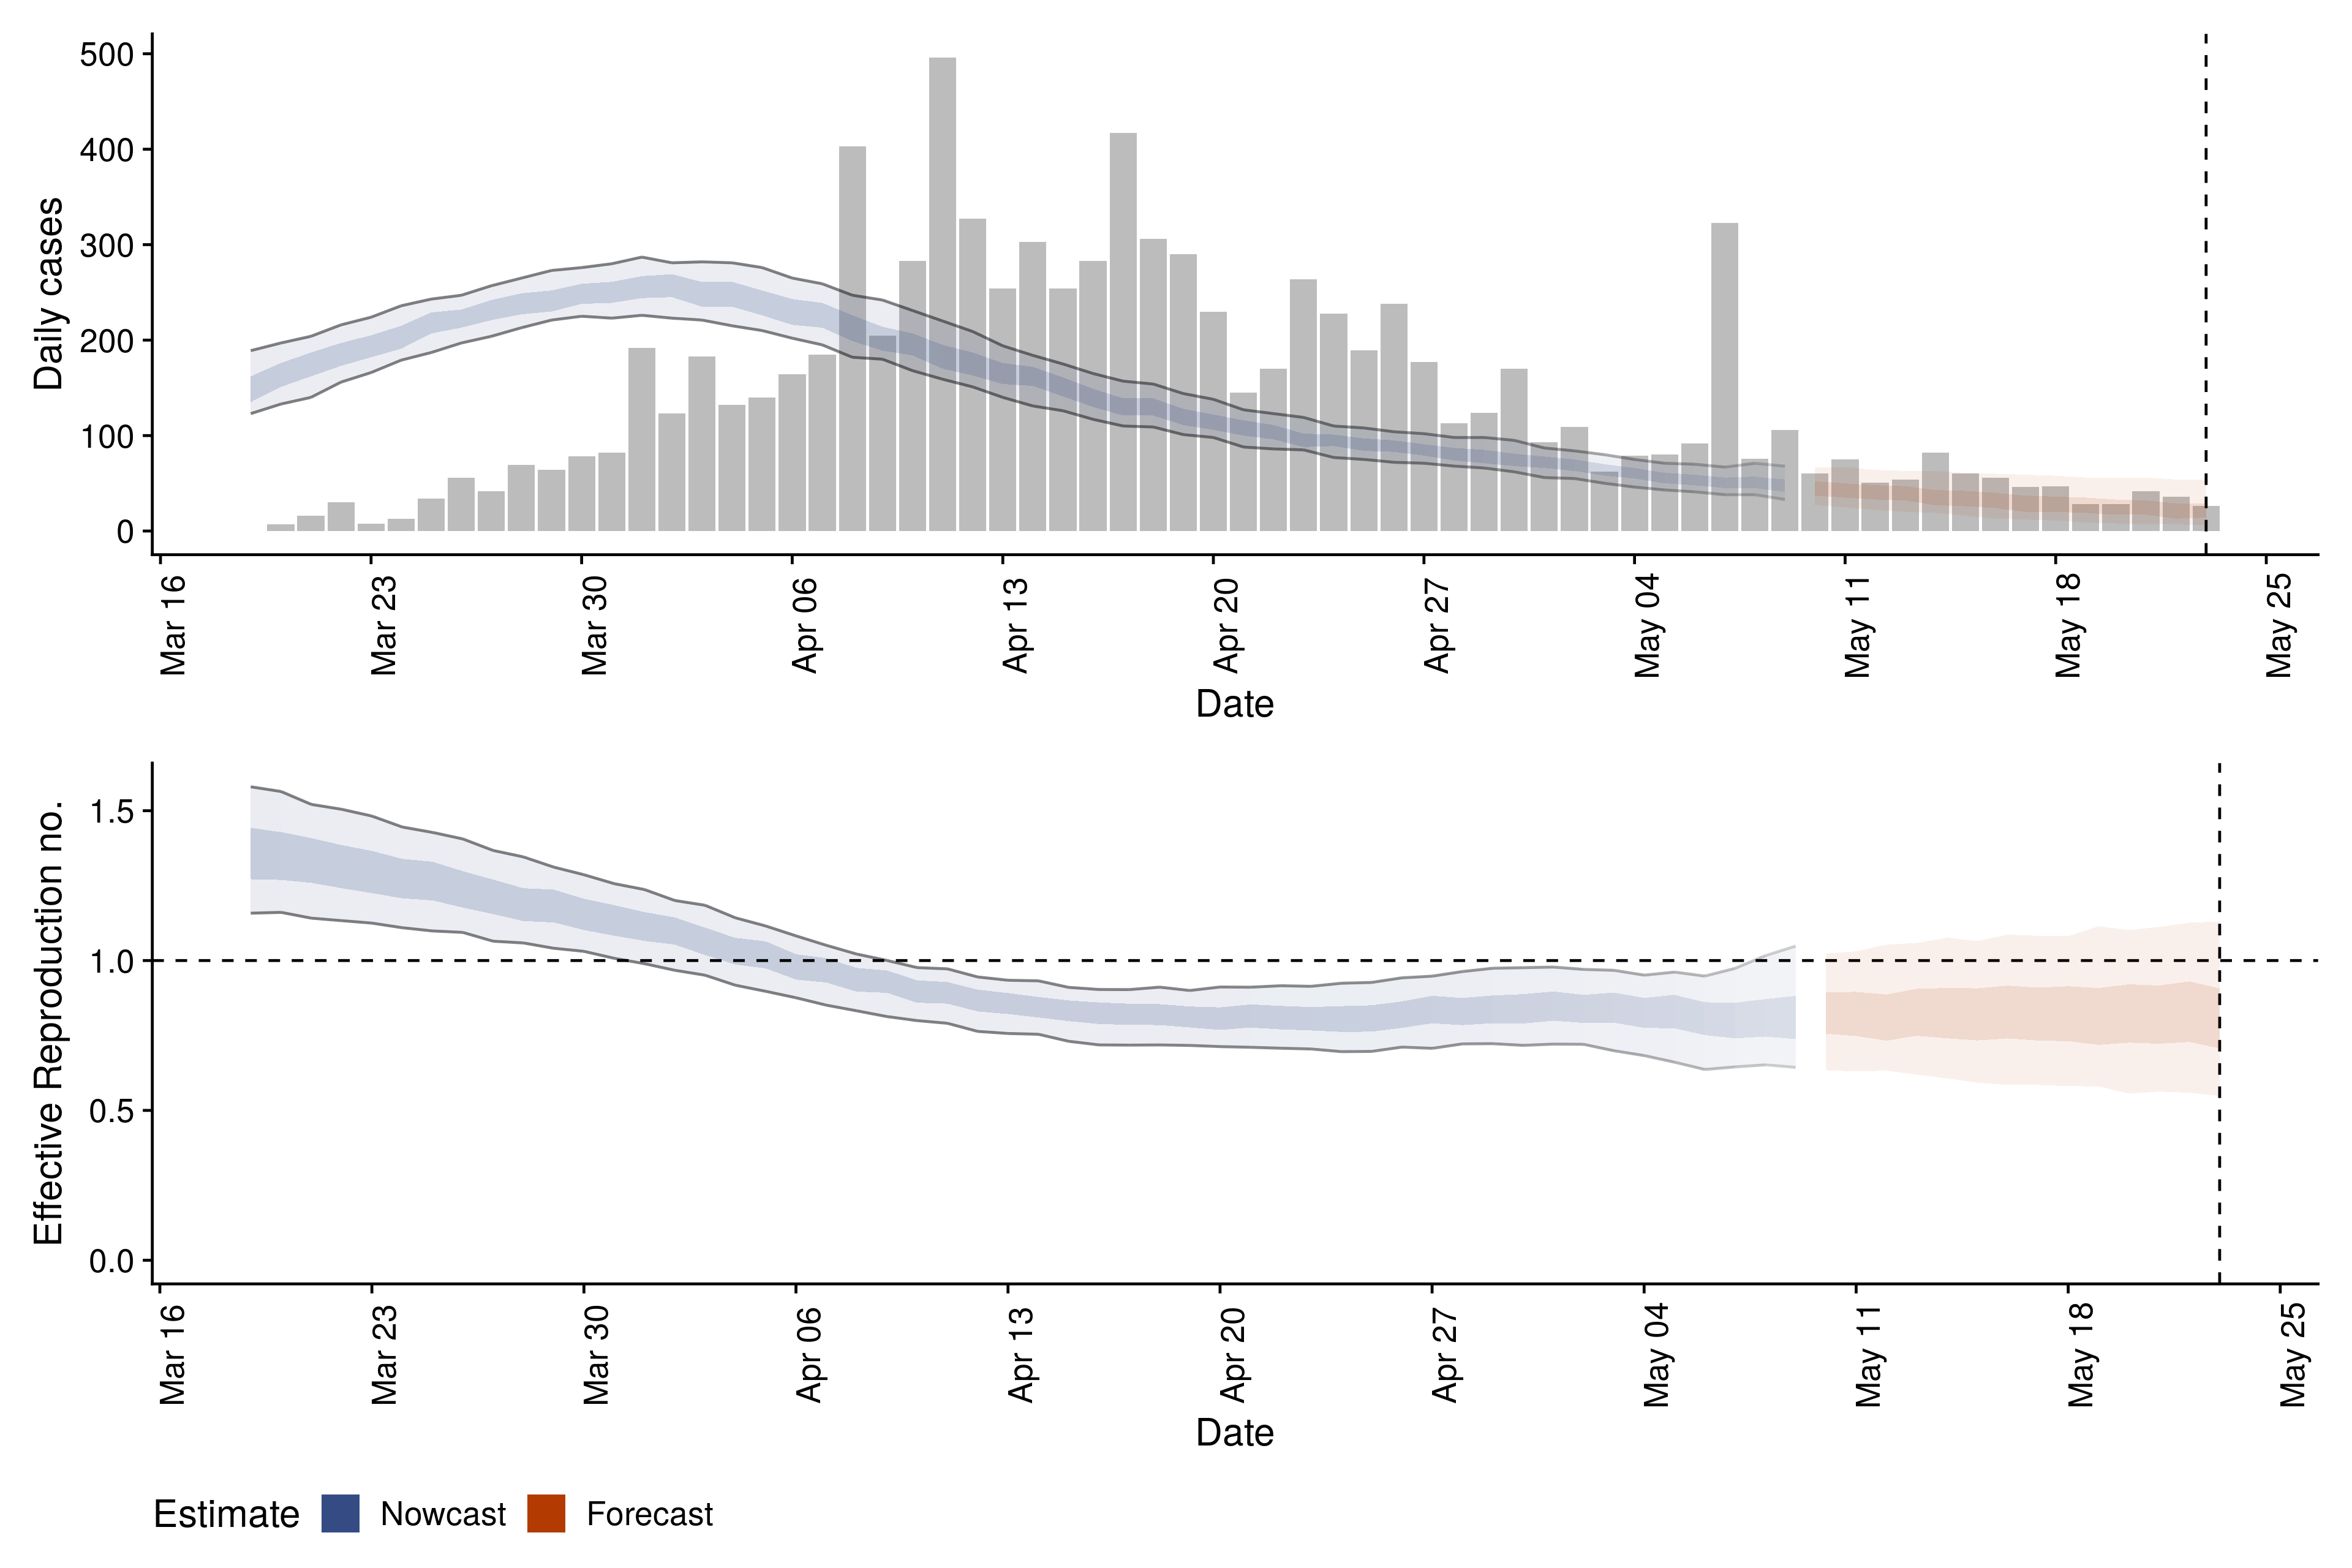 Daily cases
500
400
300
200
100
0
Mar 16
Mar 23
Mar 30
Apr 06
Apr 13
Apr 20
Apr 27
May 04
May 11
May 18
May 25
Date
Effective Reproduction no.
1.5
1.0
0.5
0.0
Mar 16
Mar 23
Mar 30
Apr 06
Apr 13
Apr 20
Apr 27
May 04
May 11
May 18
May 25
Date
Estimate Nowcast Forecast